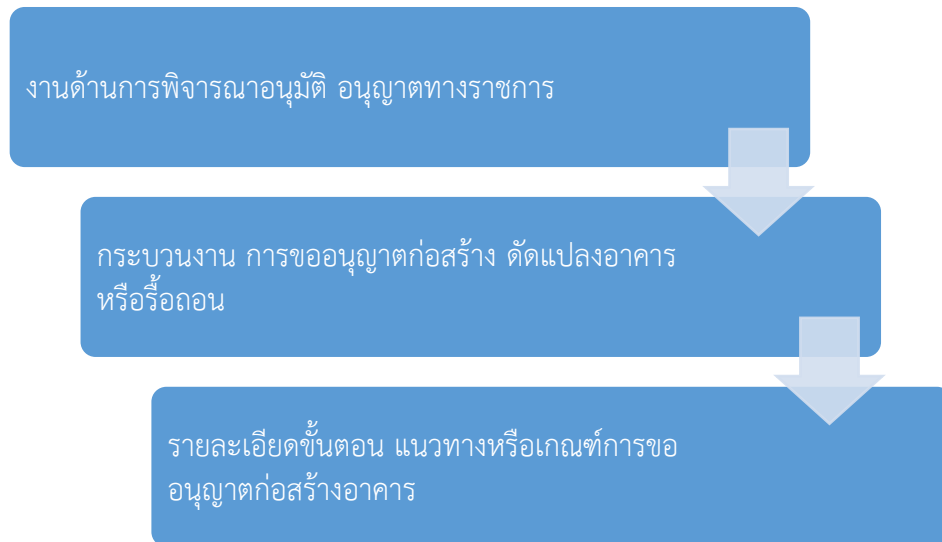 งานด้านการพิจารณาอนุมัติ อนุญาตทางราชการ
กระบวนงาน การขออนุญาตก่อสร้าง ดัดแปลงอาคาร
หรือรื้อถอน
รายละเอียดขั้นตอน แนวทางหรือเกณฑ์การขอ
อนุญาตก่อสร้างอาคาร